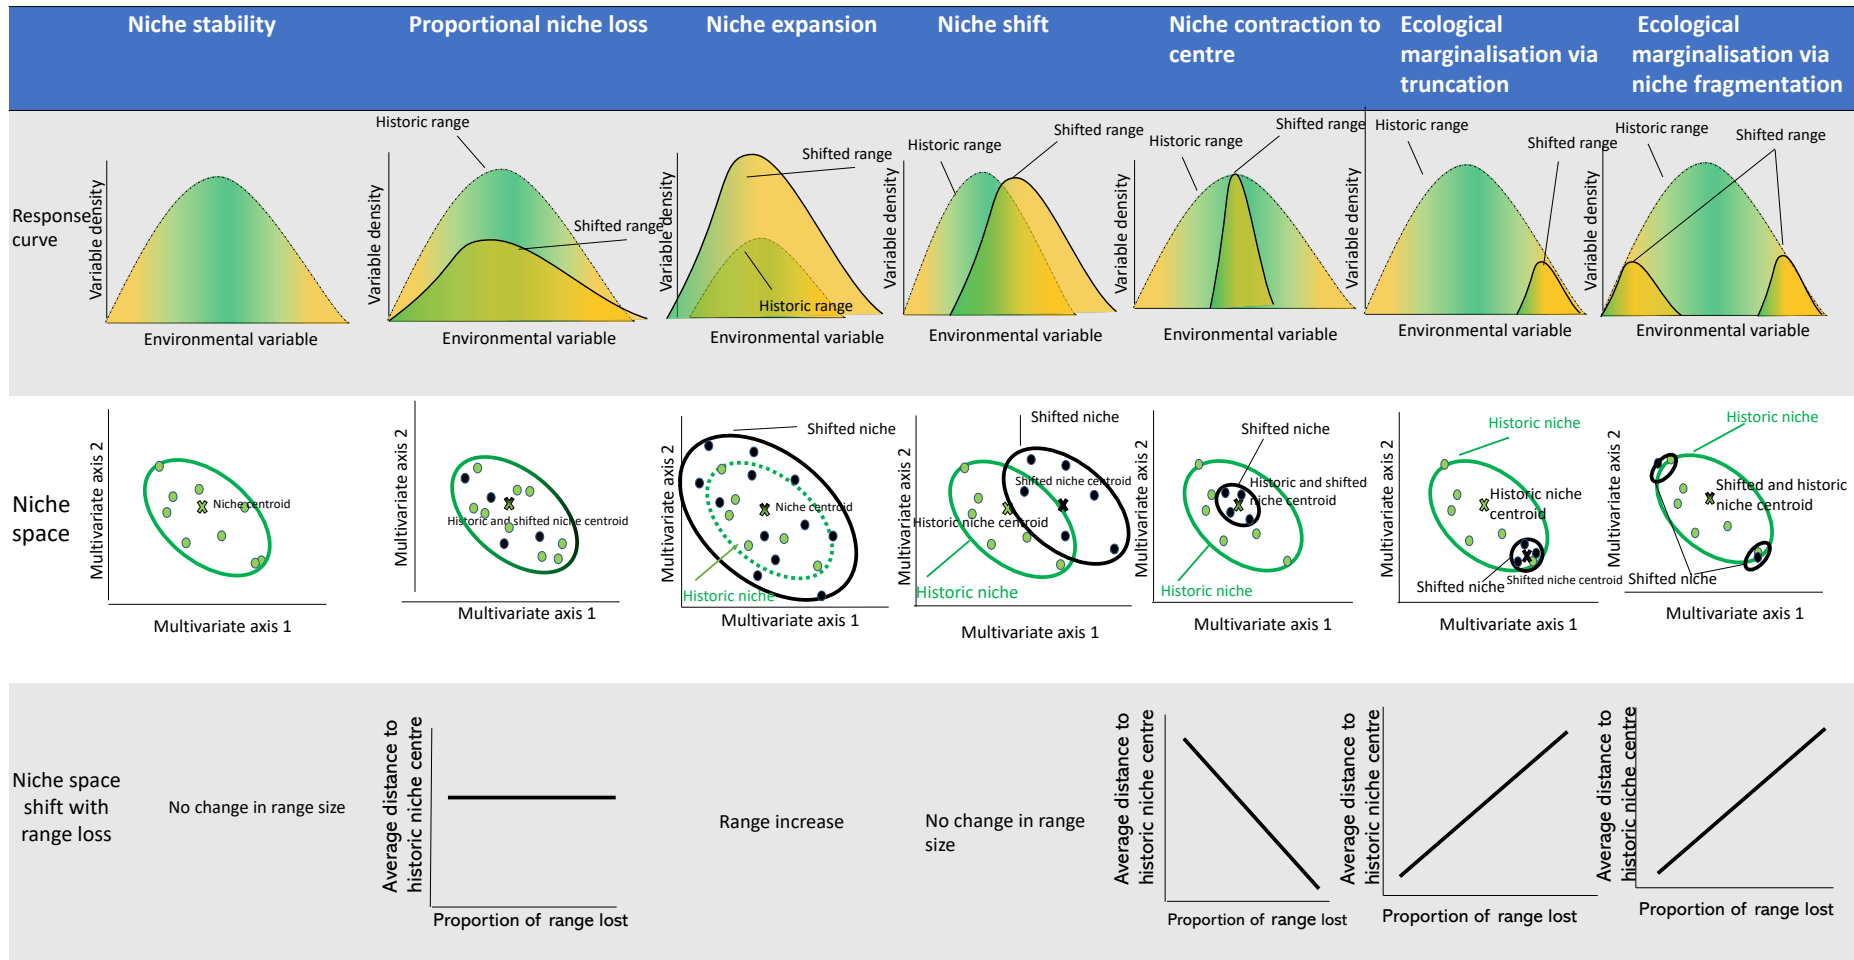 Niche stability
Proportional niche loss
Niche expansion
Niche shift
Niche contraction to
centre
Ecological
marginalisation via
truncation
Ecological
marginalisation via
niche fragmentation
Response
curve
Variable density
Environmental variable
Historic range
Shifted range
Variable density
Environmental variable
Shifted range
Historic range
Variable density
Environmental variable
Historic range
Shifted range
Variable density
Environmental variable
Historic range
Shifted range
Variable density
Environmental variable
Historic range
Shifted range
Variable density
Environmental variable
Historic range
Shifted range
Variable density
Environmental variable
Niche
space
Multivariate axis 2
Niche centroid
Multivariate axis 1
Multivariate axis 2
Historic and shifted niche centroid
Multivariate axis 1
Multivariate axis 2
Shifted niche
Niche centroid
Historic niche
Multivariate axis 1
Multivariate axis 2
Shifted niche
Shifted niche centroid
Historic niche centroid
Historic niche
Multivariate axis 1
Multivariate axis 2
Shifted niche
Historic and shifted
niche centroid
Historic niche
Multivariate axis 1
Multivariate axis 2
Historic niche
Historic niche
centroid
Shifted niche
Shifted niche centroid
Multivariate axis 1
Multivariate axis 2
Historic niche
Shifted and historic
niche centroid
Shifted niche
Multivariate axis 1
Niche space
shift with
range loss
No change in range size
Average distance to
historic niche centre
Proportion of range lost
Range increase
No change in range
size
Average distance to
historic niche centre
Proportion of range lost
Average distance to
historic niche centre
Proportion of range lost
Average distance to
historic niche centre
Proportion of range lost